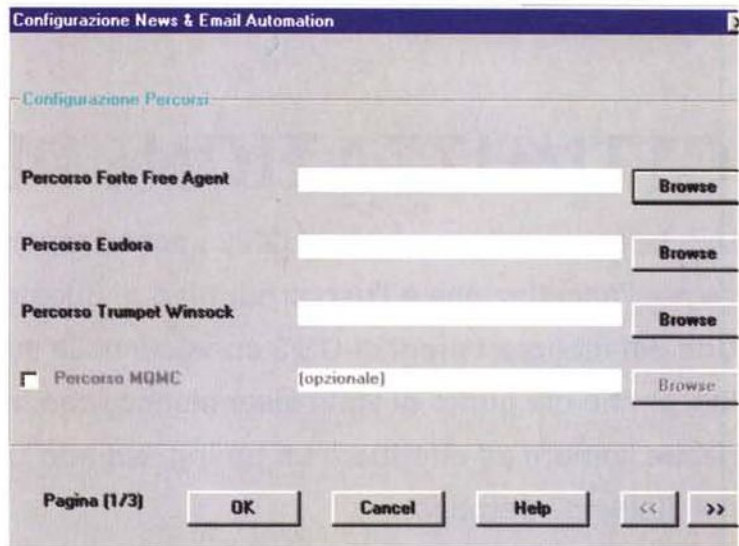 Configurazione News & Email Automation
Configurazione Percorsi
Percorso Forte Free Agent Browse
Percorso Eudora Browse
Percorso Trumpet Winsock Browse
Percorso MQMC (opzionale) Browse
Pagina (1/3) OK Cancel Help << >>